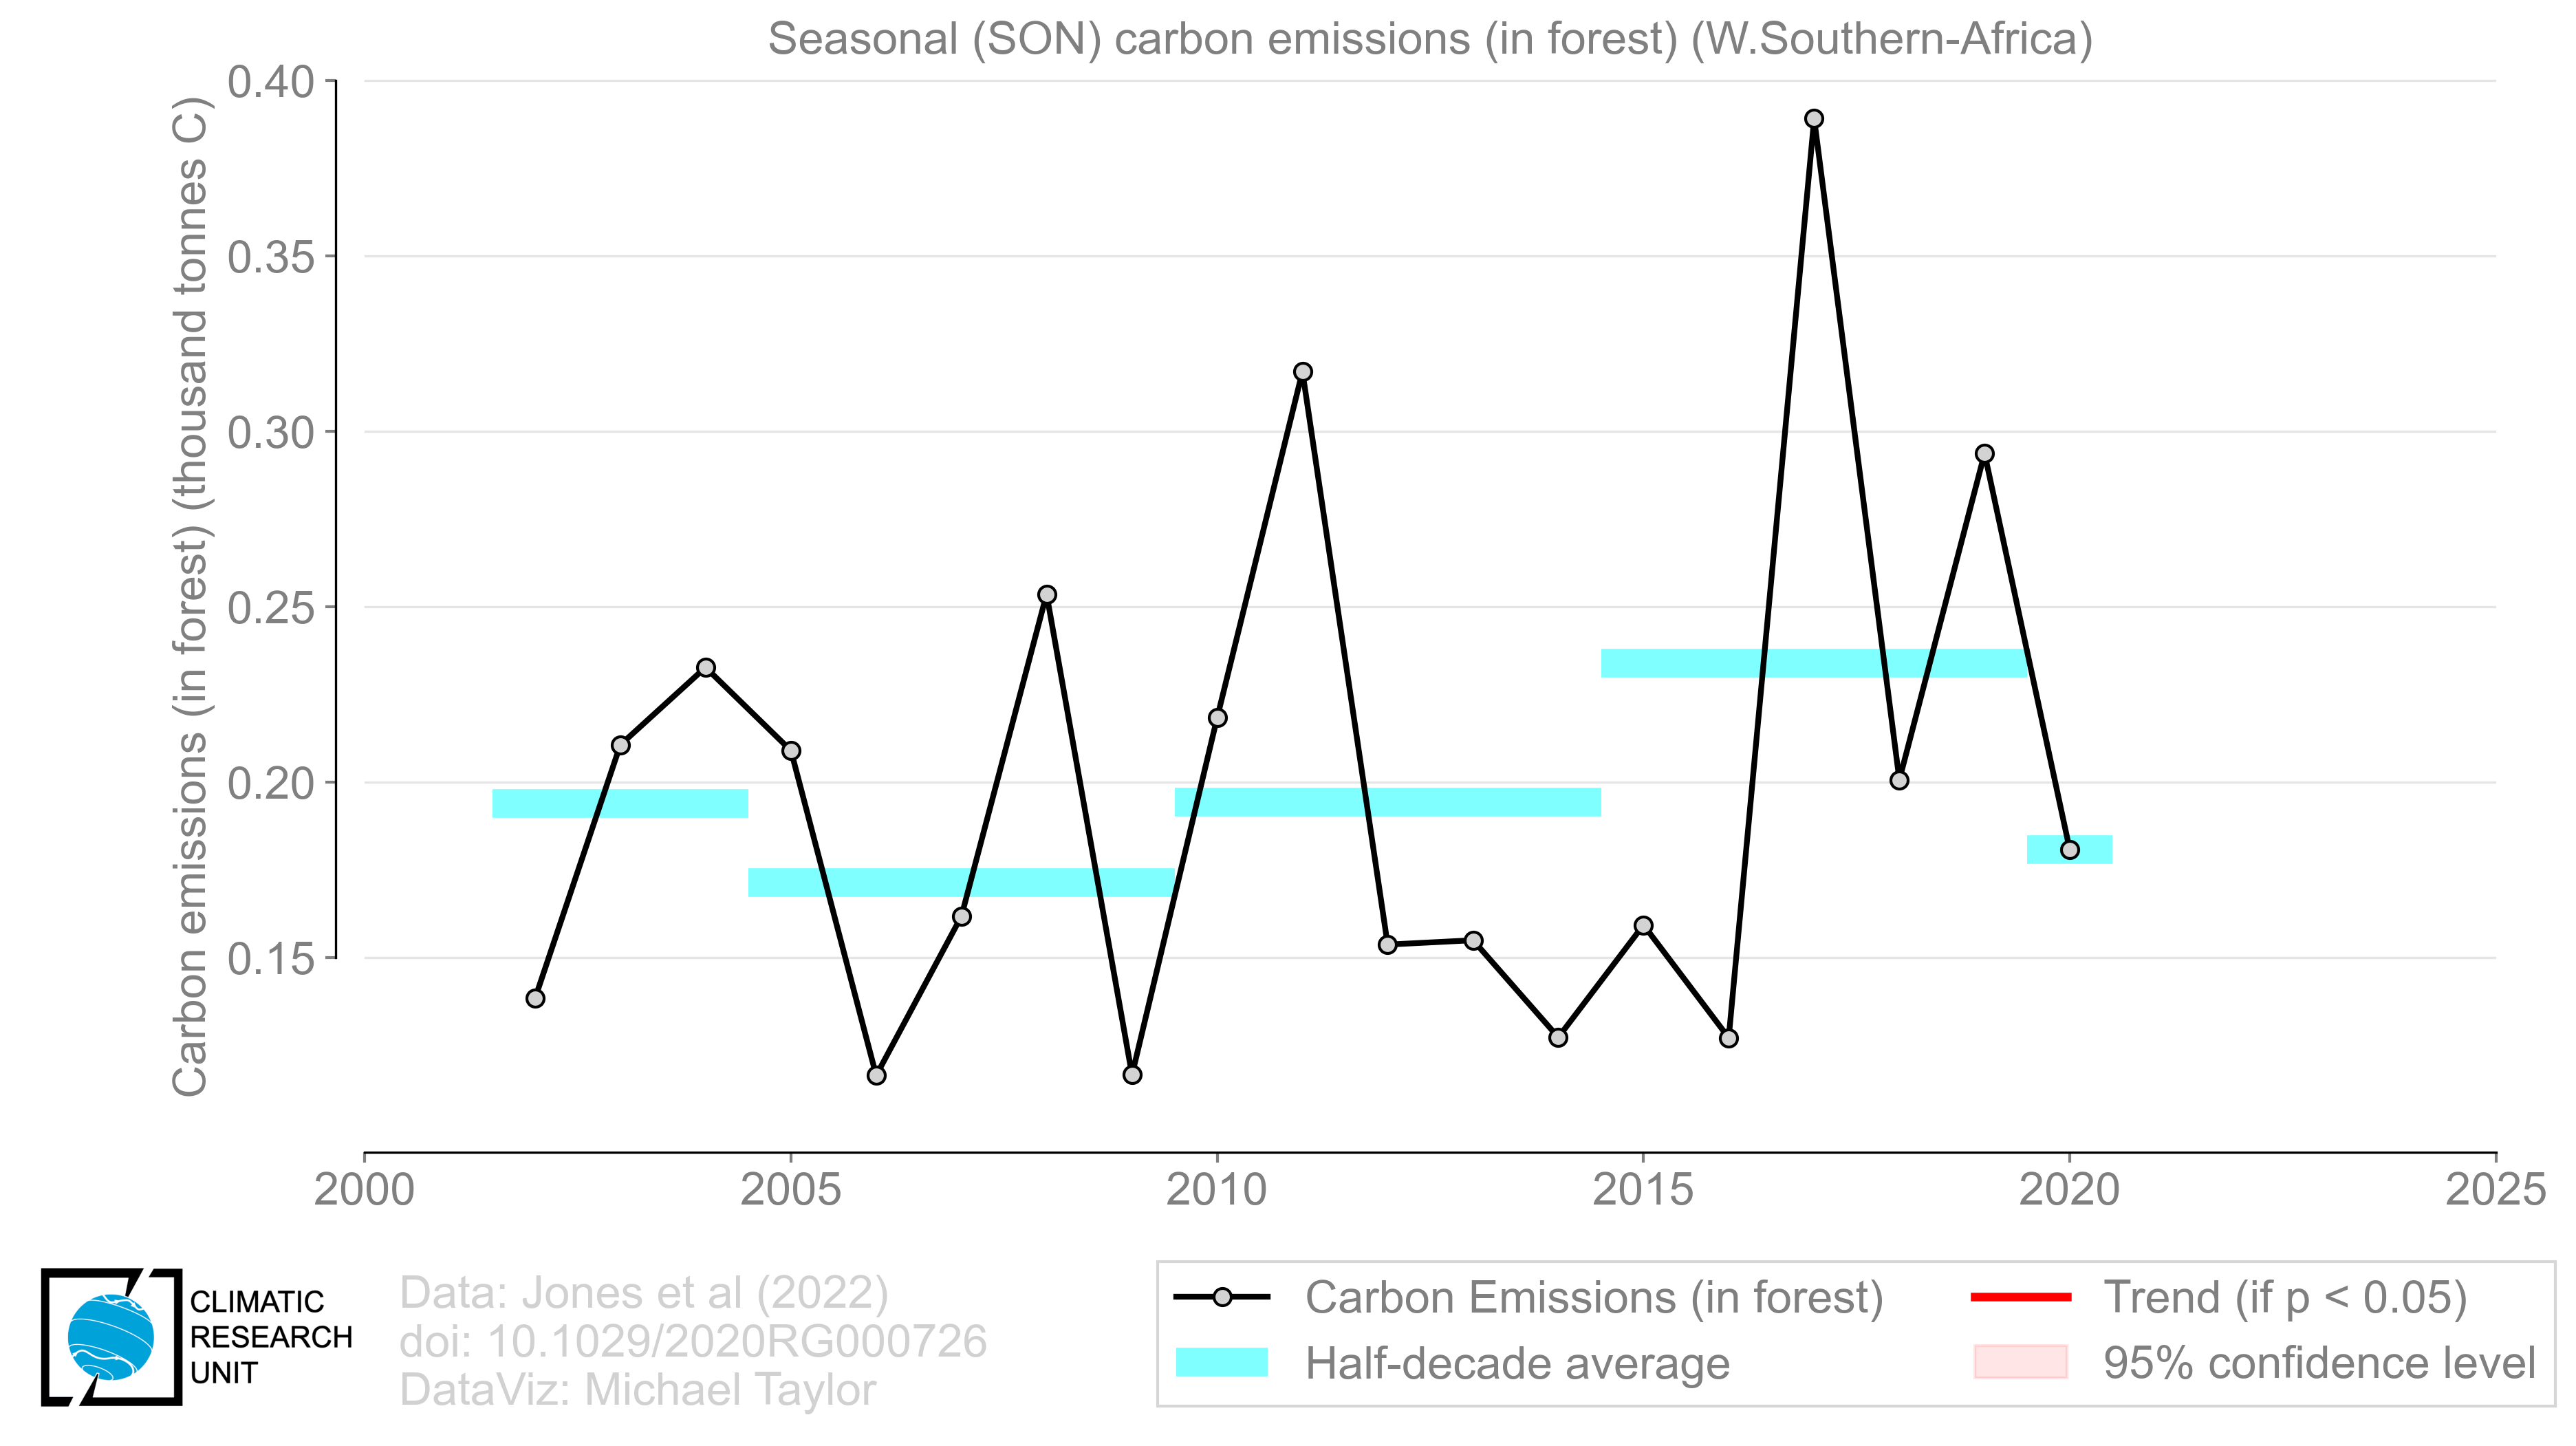 Seasonal (SON) carbon emissions (in forest) (W.Southern-Africa)
Carbon emissions (in forest) (thousand tonnes C)
0.40
0.35
0.30
0.25
0.20
0.15
2000 2005 2010 2015 2020 2025
CLIMATIC
RESEARCH
UNIT
Data: Jones et al (2022)
doi: 10.1029/2020RG000726
DataViz: Michael Taylor
Carbon Emissions (in forest)
Half-decade average
Trend (if p < 0.05)
95% confidence level